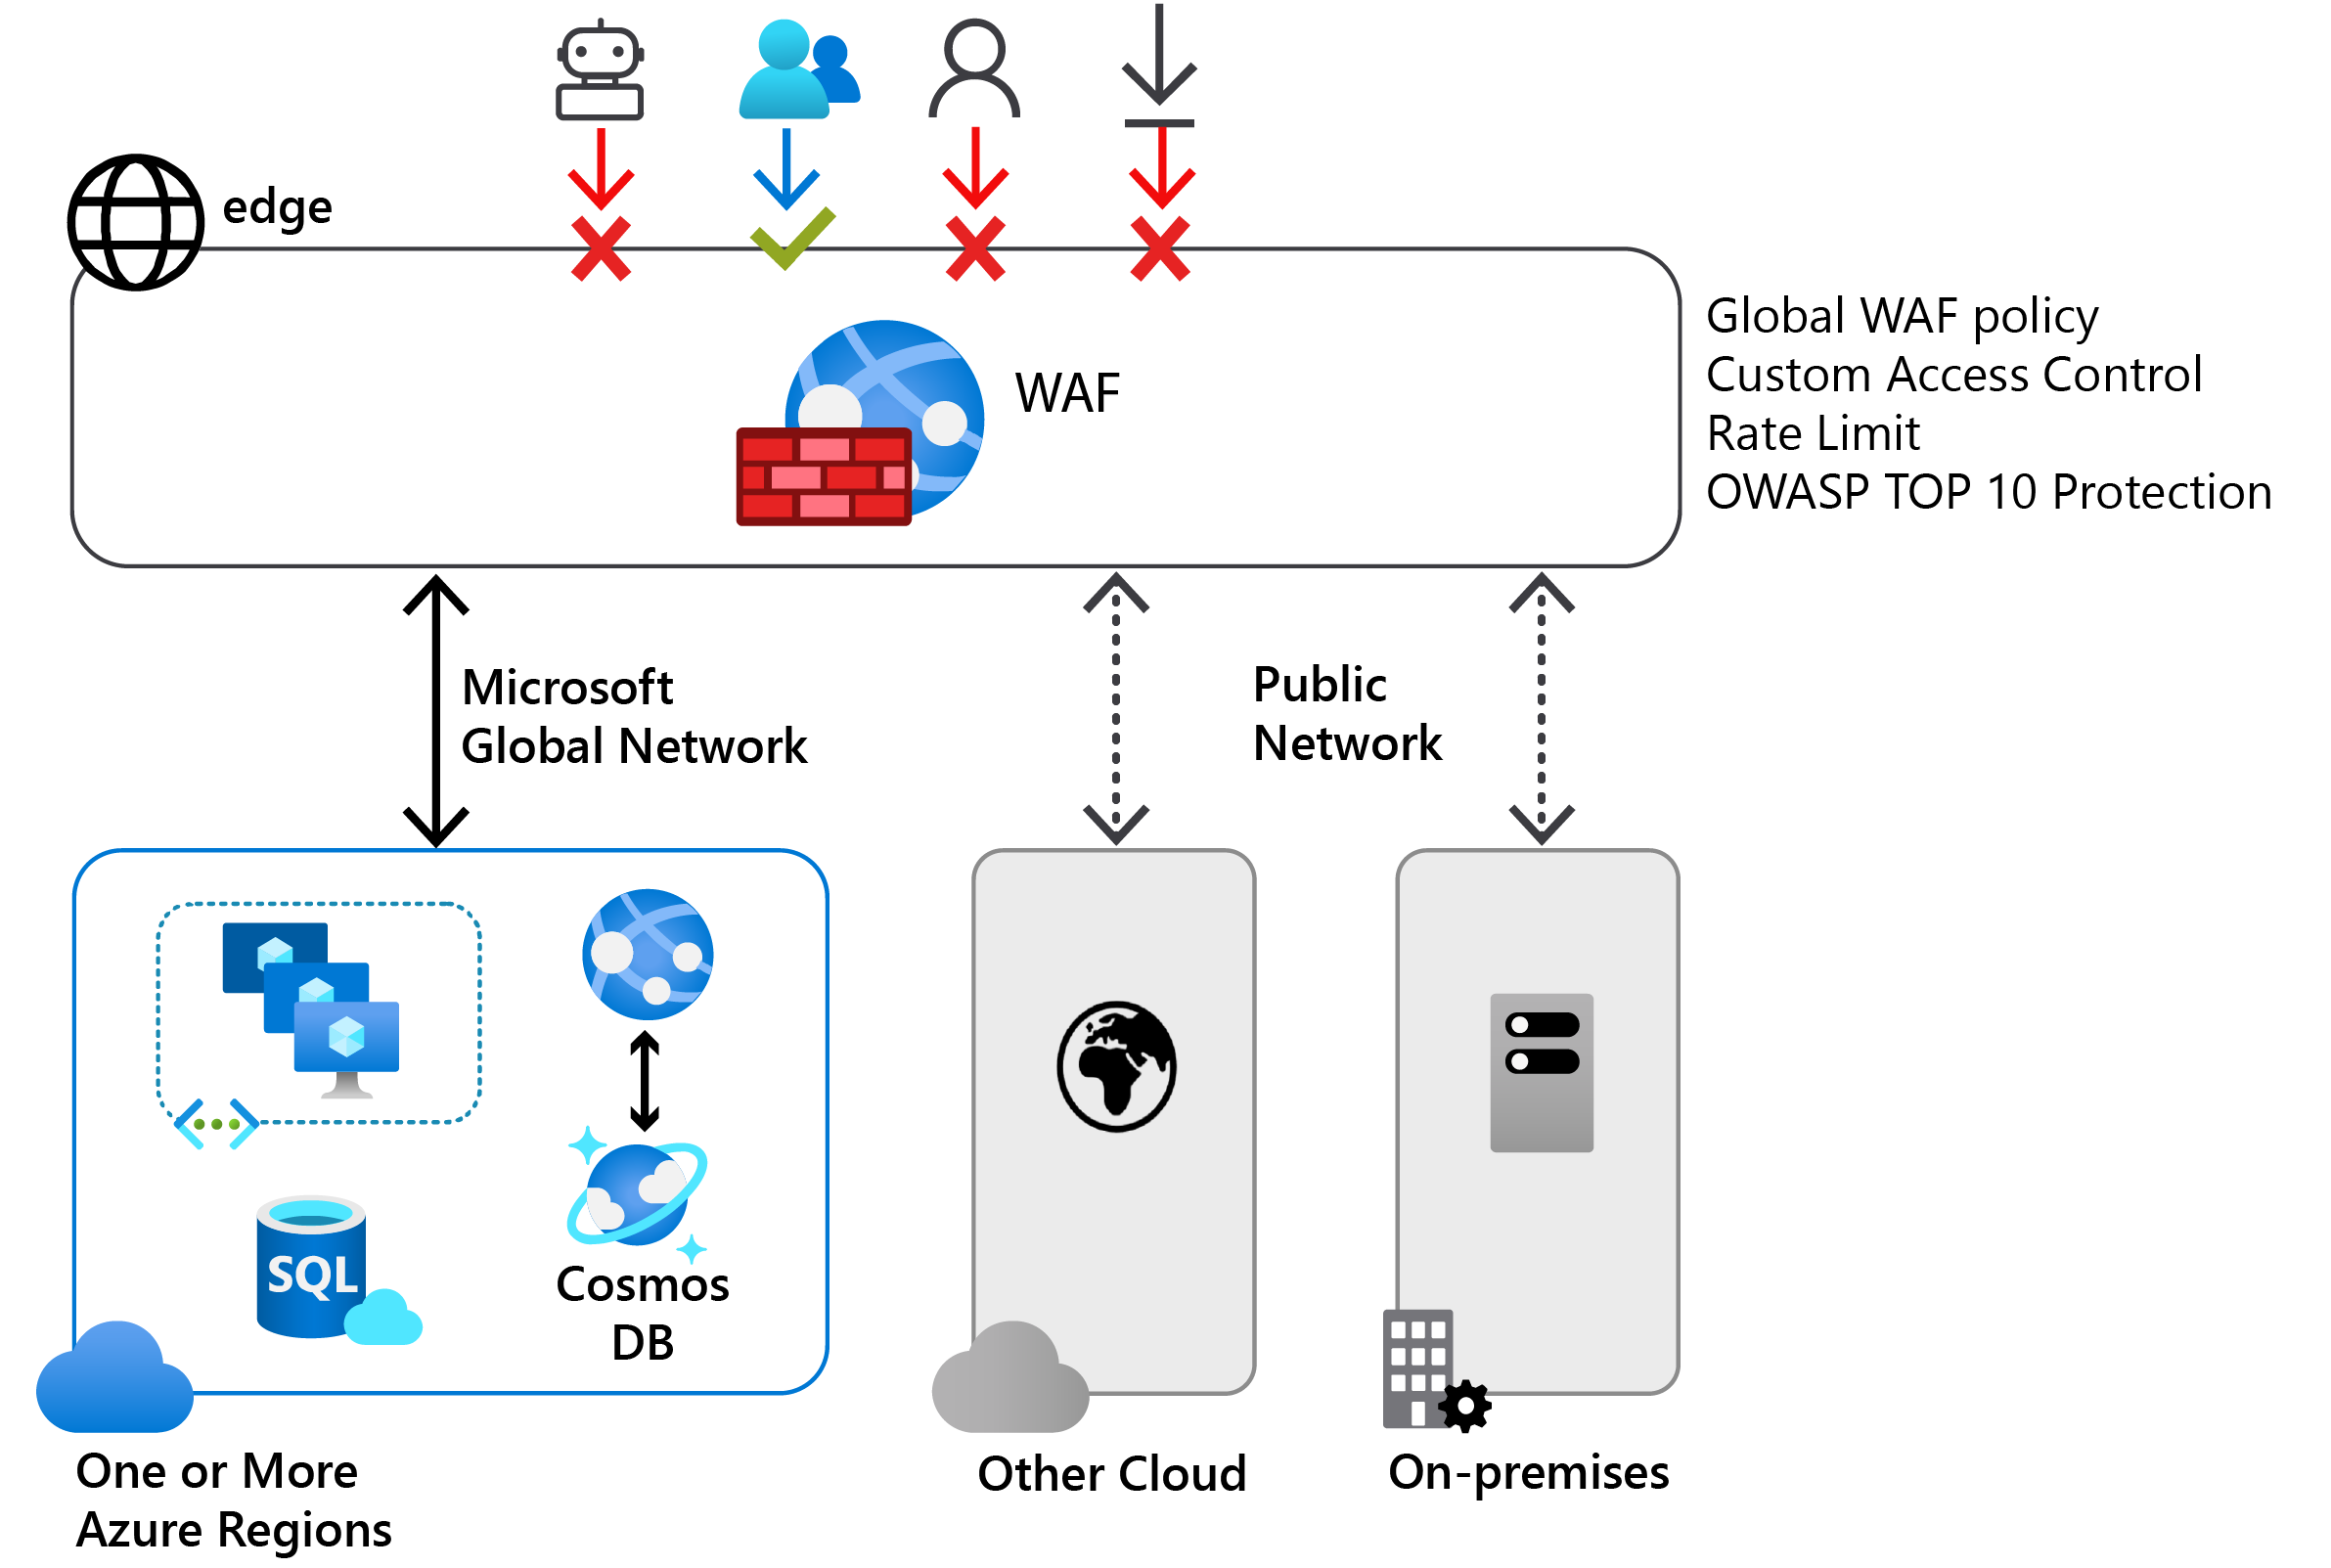 edge
WAF
Global WAF policy
Custom Access Control
Rate Limit
OWASP TOP 10 Protection
Microsoft
Global Network
Public
Network
SQL
Cosmos
DB
One or More
Azure Regions
Other Cloud
On-premises